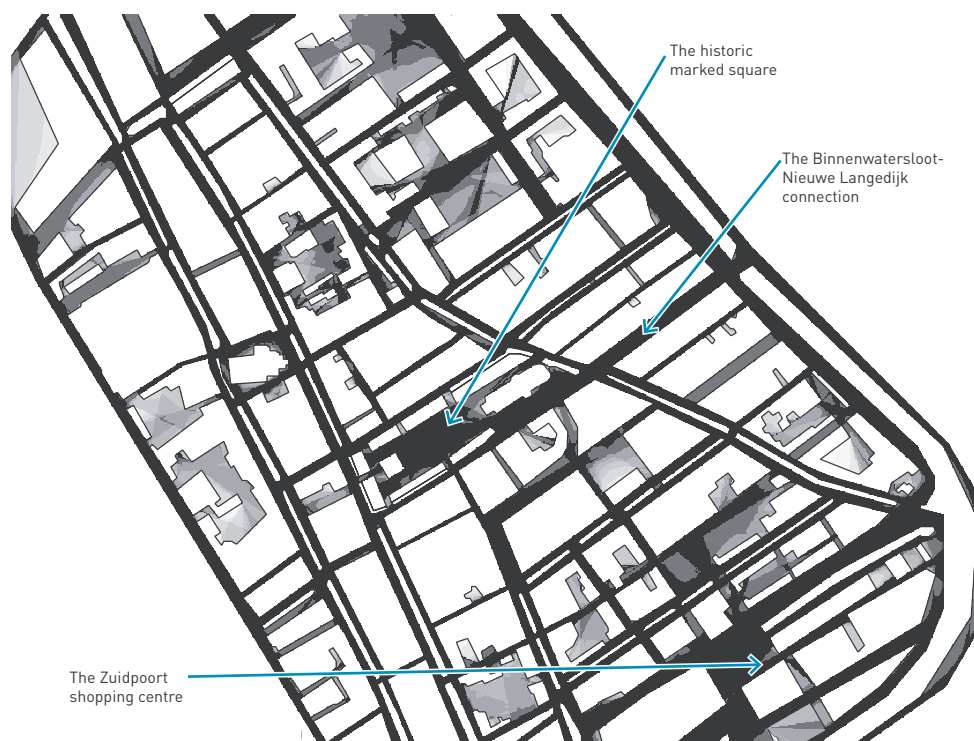 The historic
marked square
The Binnenwatersloot-
Nieuwe Langedijk
connection
The Zuidpoort
shopping centre